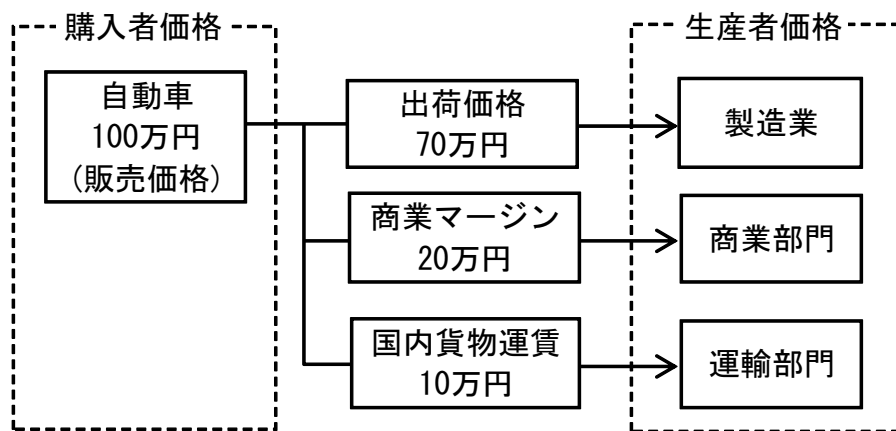 購入者価格
生産者価格
自動車
100万円
(販売価格)
出荷価格
70万円
製造業
商業マージン
20万円
商業部門
国内貨物運賃
10万円
運輸部門